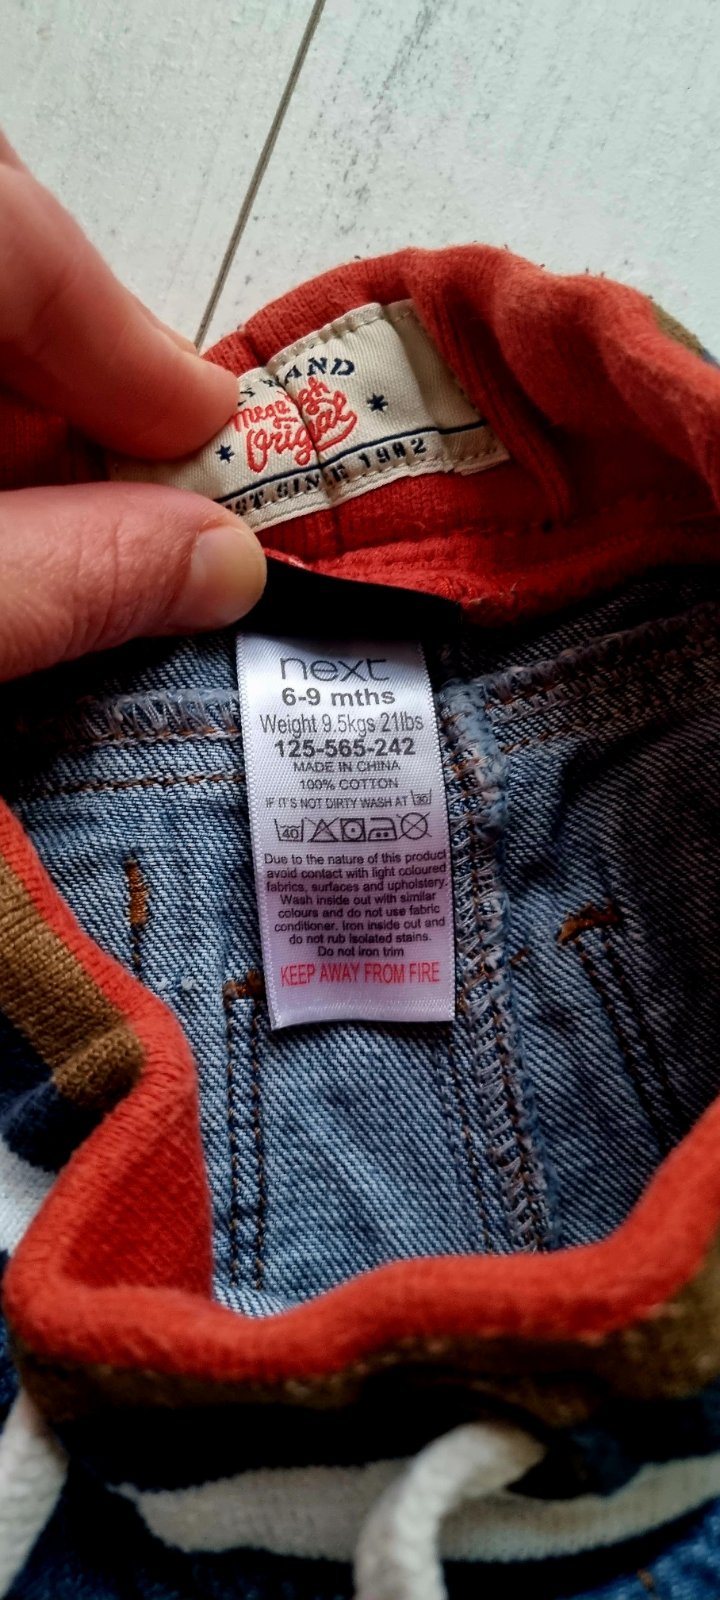 AND
Mega
Original
ST. SINCE 1982
next
6-9 mths
Weight 9.5kgs 21lbs
125-565-242
MADE IN CHINA
100% COTTON
IF IT'S NOT DIRTY WASH AT 30
40
Due to the nature of this product
avoid contact with light coloured
fabrics, surfaces and upholstery.
Wash inside out with similar
colours and do not use fabric
conditioner. Iron inside out and
do not rub isolated stains.
Do not iron trim
KEEP AWAY FROM FIRE